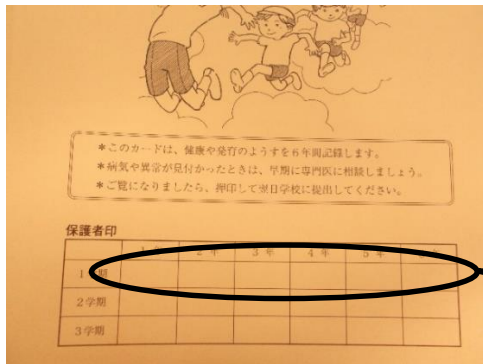 *このカードは、健康や発育のようすを6年間記録します。
*病気や異常が見付かったときは、早期に専門医に相談しましょう。
*ご覧になりましたら、押印して翌日学校に提出してください。
保護者印
2年 3年 4年 5年
期
2学期
3学期